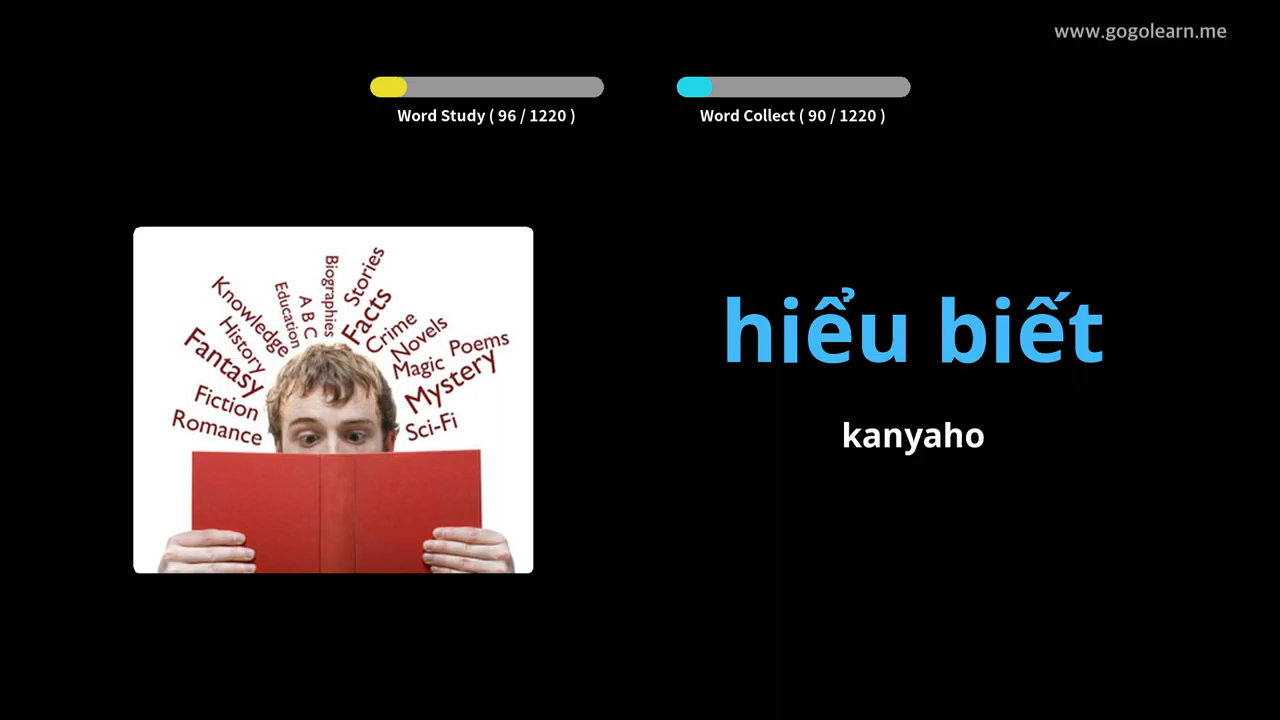 www.gogolearn.me
Word Study ( 96 / 1220 )
Word Collect ( 90 / 1220 )
Biographies
Stories
Education
A B C
Facts
Knowledge
Crime
History
Novels
Fantasy
Magic
Poems
Mystery
Fiction
Romance
Sci-Fi
hiểu biết
kanyaho